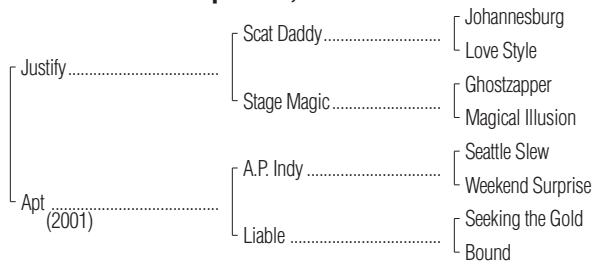 Johannesburg
Scat Daddy
Love Style
Justify
Ghostzapper
Stage Magic
Magical Illusion
Seattle Slew
A.P. Indy
Weekend Surprise
Apt
(2001)
Seeking the Gold
Liable
Bound